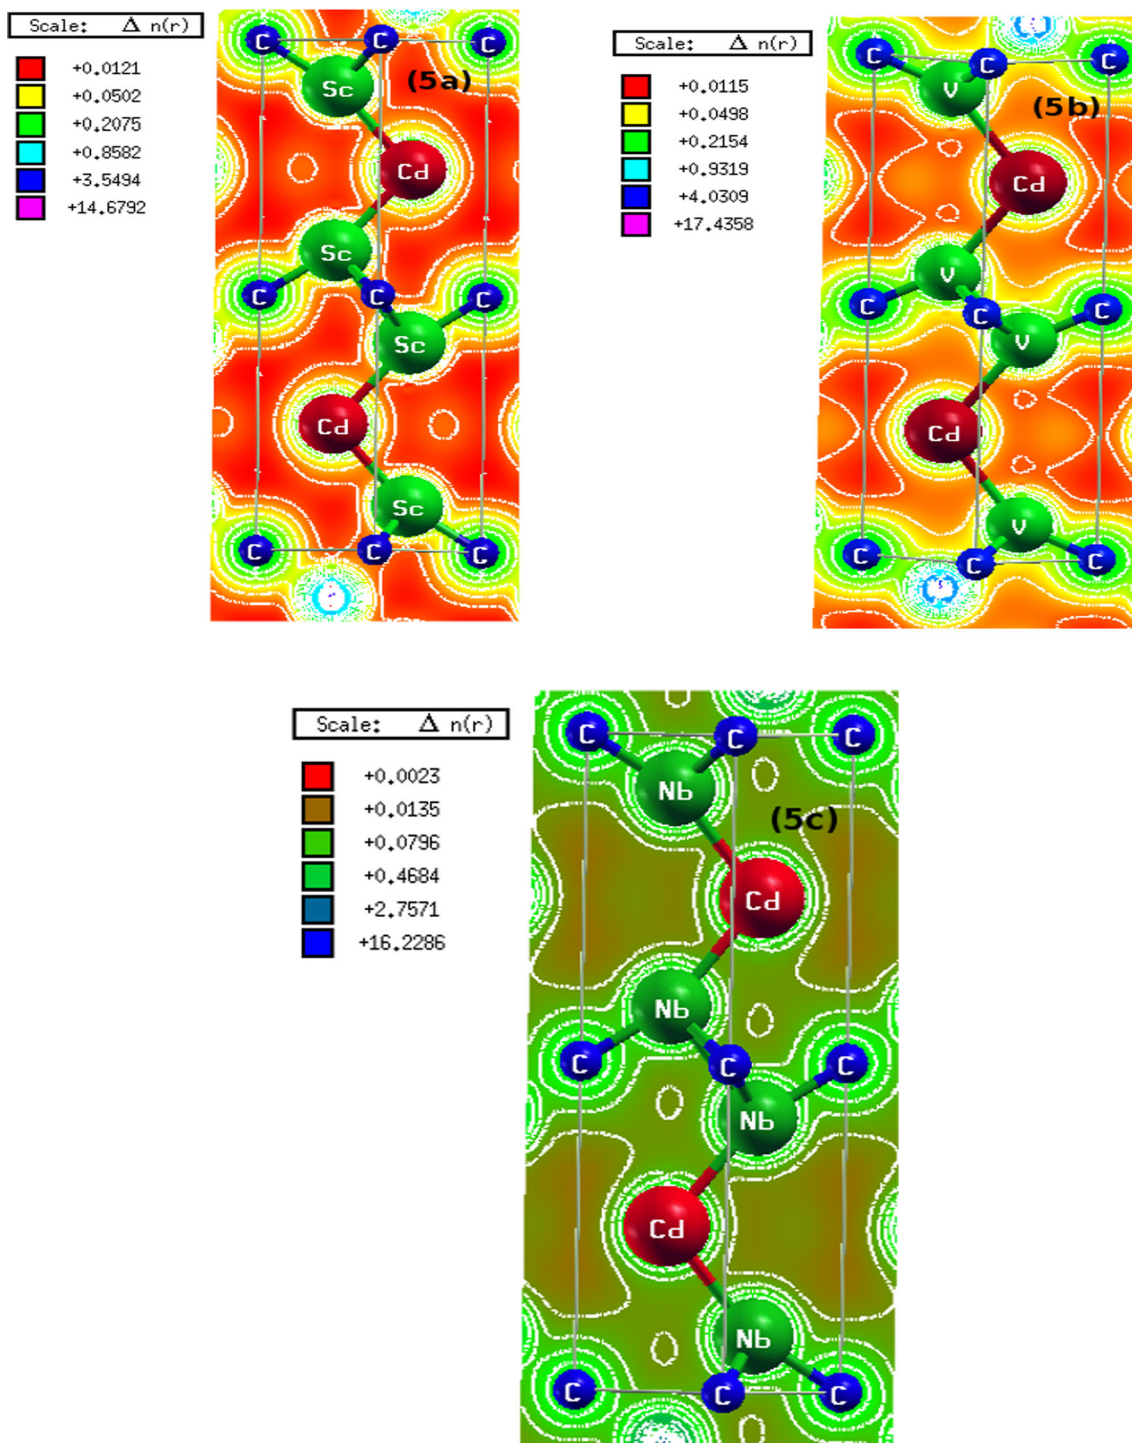 Scale: Δ n(r)
+0.0121
+0.0502
+0.2075
+0.8582
+3.5494
+14.6792
C C C
Sc
(5a)
Cd
Sc
C C C
Sc
Cd
Sc
C C C
Scale: Δ n(r)
+0.0115
+0.0498
+0.2154
+0.9319
+4.0309
+17.4358
C C C
V
(5b)
Cd
V
C C C
V
Cd
V
C C C
Scale: Δ n(r)
+0.0023
+0.0135
+0.0796
+0.4684
+2.7571
+16.2286
C C C
Nb
(5c)
Cd
Nb
C C C
Nb
Cd
Nb
C C C